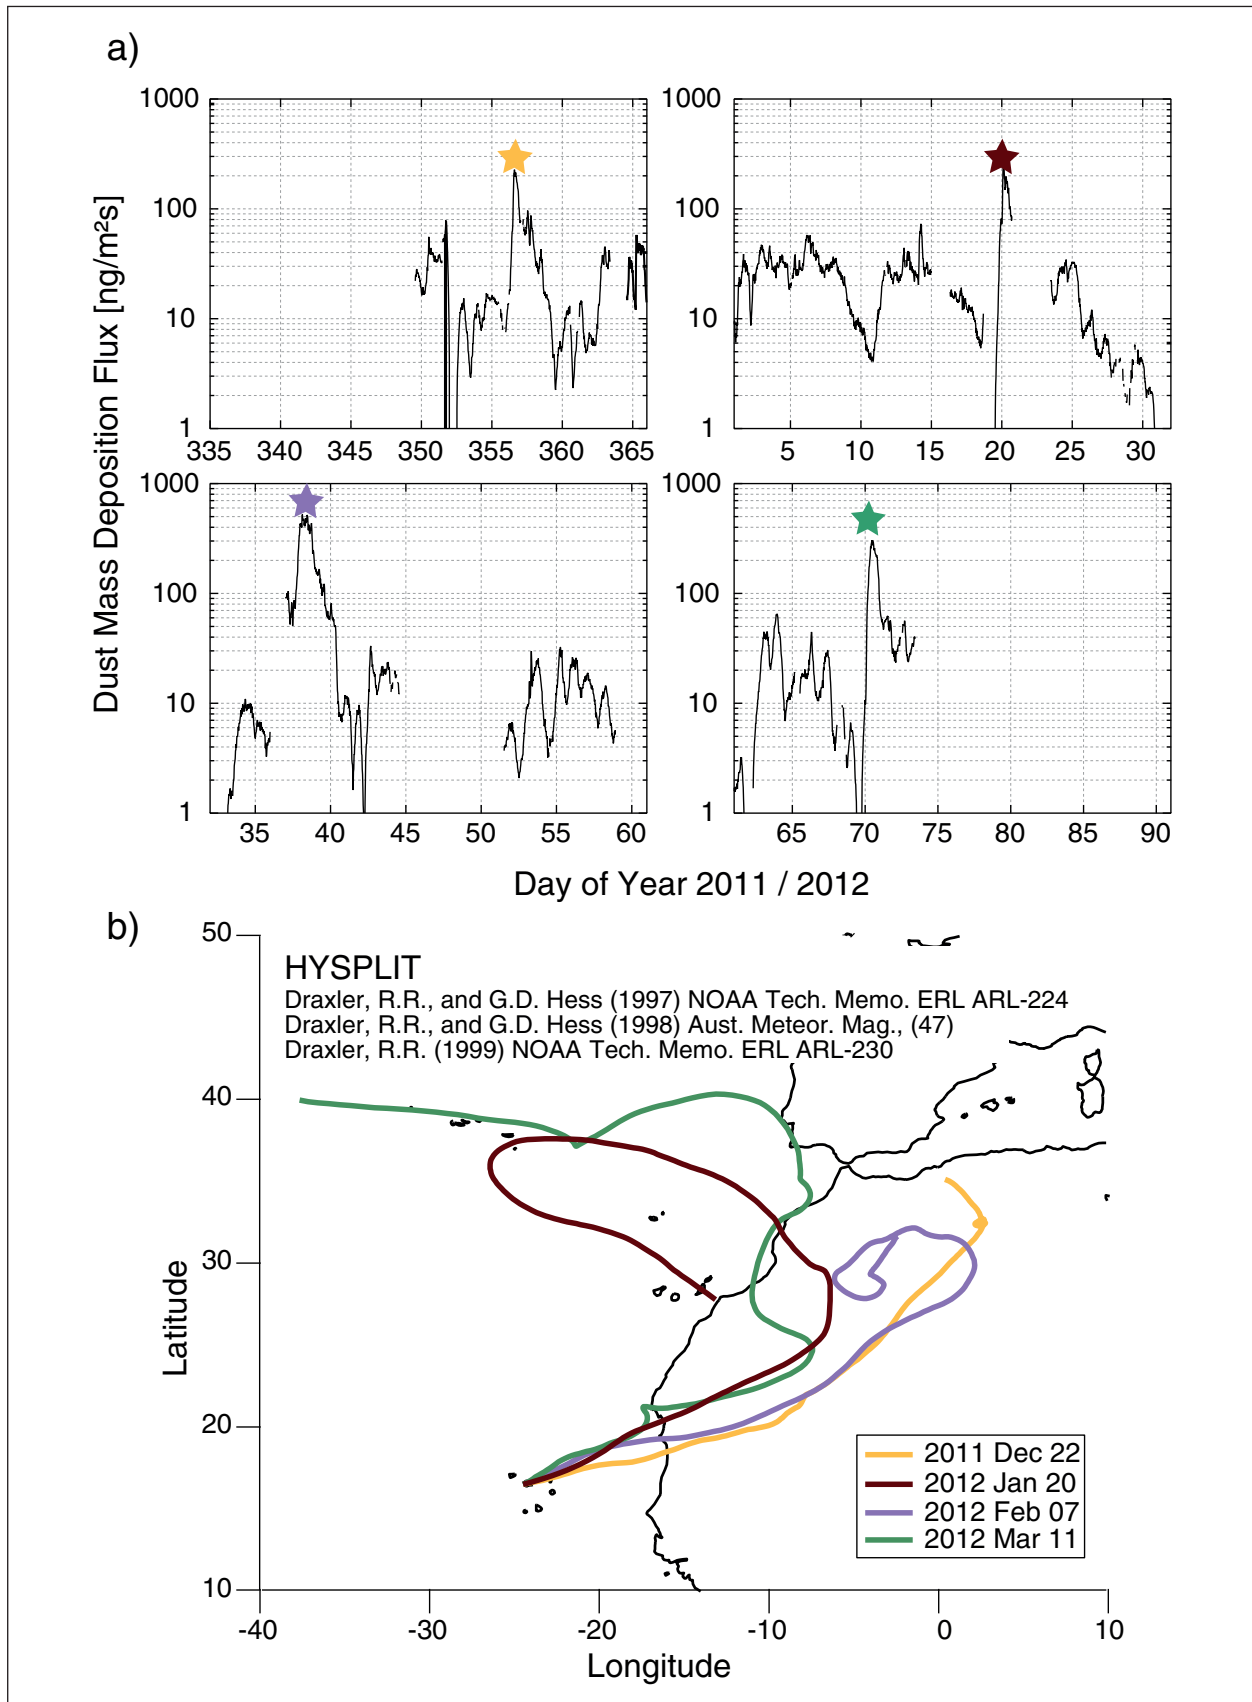 a)
Dust Mass Deposition Flux [ng/m²s]
1000
100
10
1
335 340 345 350 355 360 365
1000
100
10
1
5 10 15 20 25 30
1000
100
10
1
35 40 45 50 55 60
1000
100
10
1
65 70 75 80 85 90
Day of Year 2011 / 2012
b)
HYSPLIT
Draxler, R.R., and G.D. Hess (1997) NOAA Tech. Memo. ERL ARL-224
Draxler, R.R., and G.D. Hess (1998) Aust. Meteor. Mag., (47)
Draxler, R.R. (1999) NOAA Tech. Memo. ERL ARL-230
Latitude
50
40
30
20
10
2011 Dec 22
2012 Jan 20
2012 Feb 07
2012 Mar 11
-40 -30 -20 -10 0 10
Longitude